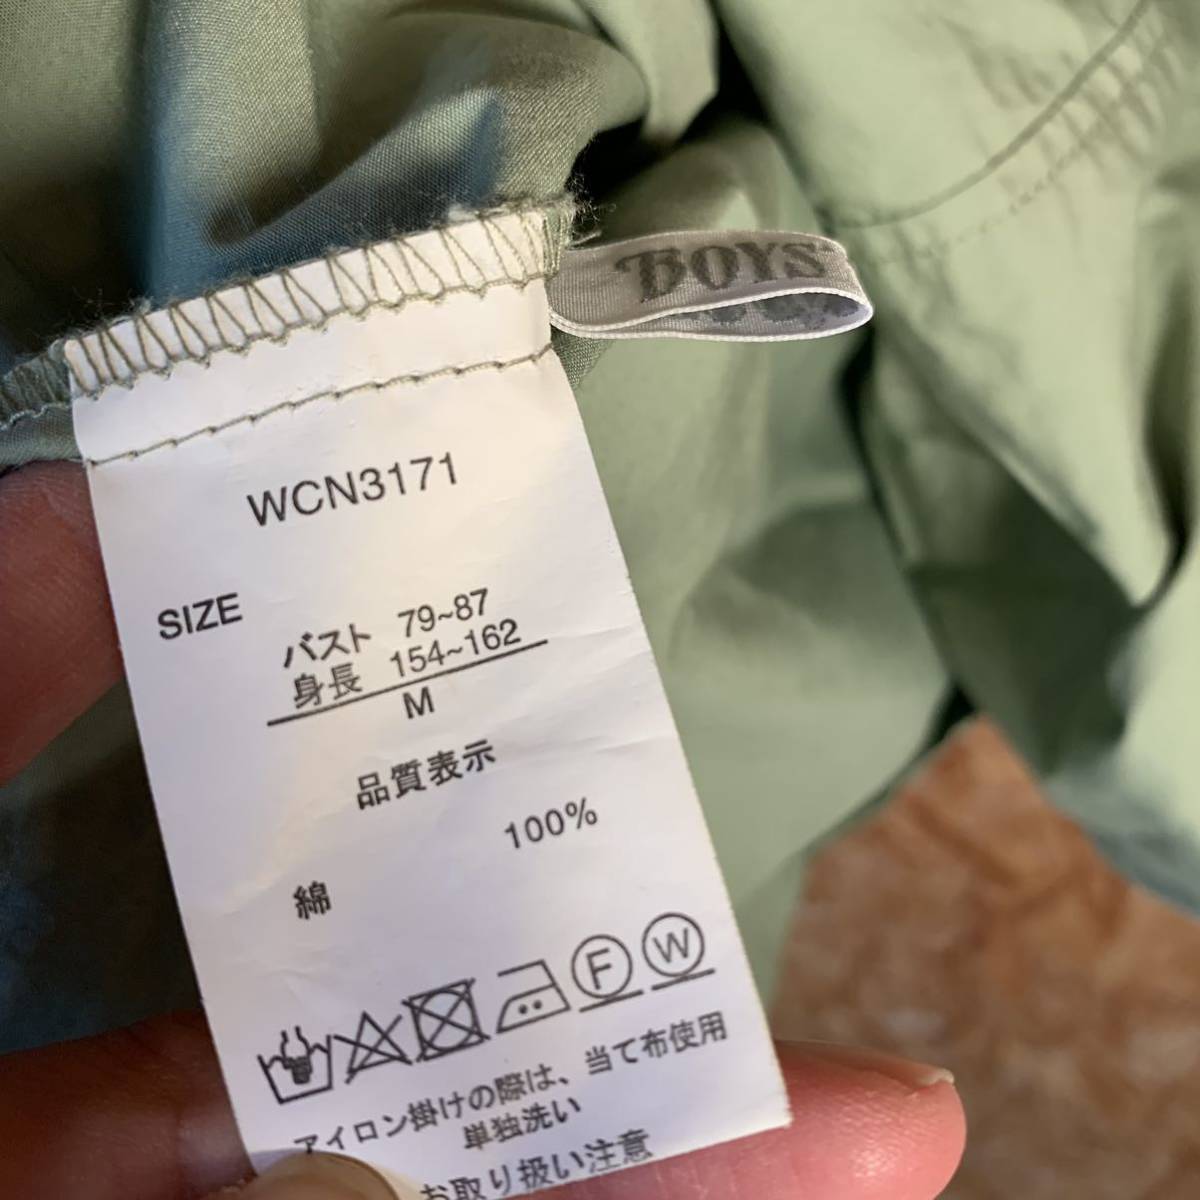 BOYS
WCN3171
SIZE
バスト 79~87
身長 154~162
M
品質表示
100%
綿
F W
アイロン掛けの際は、当て布使用
単独洗い
お取り扱い注意